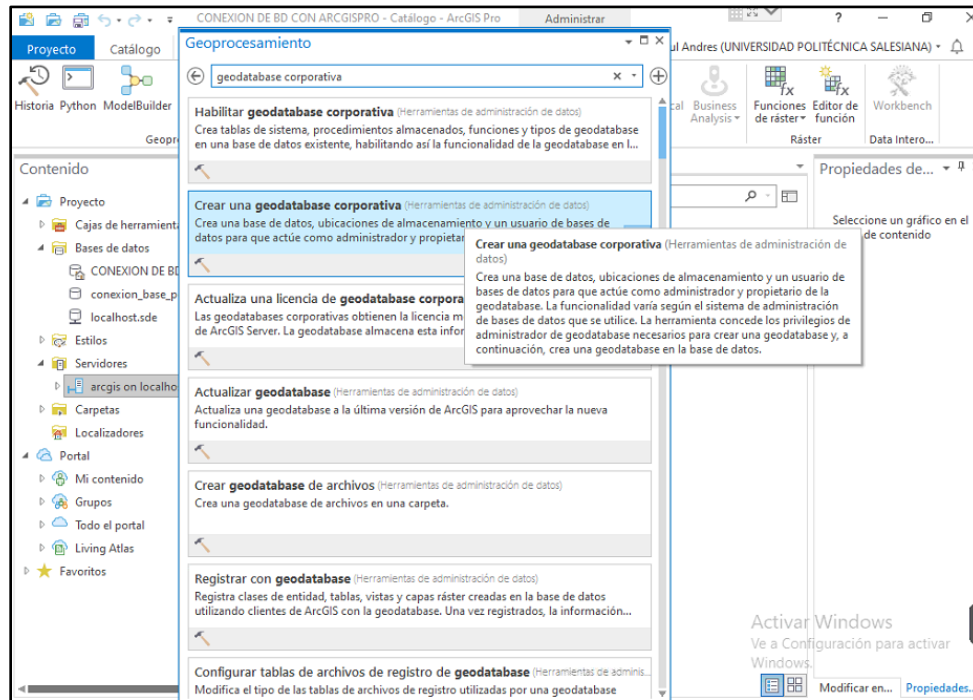 CONEXION DE BD CON ARCGISPRO - Catálogo - ArcGIS Pro
Administrar
?
Proyecto
Catálogo
ul Andres (UNIVERSIDAD POLITÉCNICA SALESIANA)
Historia
Python
ModelBuilder
Business
Analysis
Funciones
de ráster
Editor de
función
Workbench
Ráster
Data Intero...
Geoprocesamiento
geodatabase corporativa
Habilitar geodatabase corporativa (Herramientas de administración de datos)
Crea tablas de sistema, procedimientos almacenados, funciones y tipos de geodatabase
en una base de datos existente, habilitando así la funcionalidad de la geodatabase en l...
Crear una geodatabase corporativa (Herramientas de administración de datos)
Crea una base de datos, ubicaciones de almacenamiento y un usuario de bases de
datos para que actúe como administrador y propietar
Crear una geodatabase corporativa (Herramientas de administración de
datos)
Crea una base de datos, ubicaciones de almacenamiento y un usuario de
bases de datos para que actúe como administrador y propietario de la
geodatabase. La funcionalidad varía según el sistema de administración
de bases de datos que se utilice. La herramienta concede los privilegios de
administrador de geodatabase necesarios para crear una geodatabase y, a
continuación, crea una geodatabase en la base de datos.
Actualiza una licencia de geodatabase corpora
Las geodatabases corporativas obtienen la licencia m
de ArcGIS Server. La geodatabase almacena esta infor
Actualizar geodatabase (Herramientas de administración de datos)
Actualiza una geodatabase a la última versión de ArcGIS para aprovechar la nueva
funcionalidad.
Crear geodatabase de archivos (Herramientas de administración de datos)
Crea una geodatabase de archivos en una carpeta.
Registrar con geodatabase (Herramientas de administración de datos)
Registra clases de entidad, tablas, vistas y capas ráster creadas en la base de datos
utilizando clientes de ArcGIS con la geodatabase. Una vez registrados, la información...
Configurar tablas de archivos de registro de geodatabase (Herramientas de adminis...
Modifica el tipo de las tablas de archivos de registro utilizadas por una geodatabase
Contenido
Proyecto
Cajas de herramient
Bases de datos
CONEXION DE BD
conexion_base_p
localhost.sde
Estilos
Servidores
arcgis on localho
Carpetas
Localizadores
Portal
Mi contenido
Grupos
Todo el portal
Living Atlas
Favoritos
Propiedades de...
Seleccione un gráfico en el
de contenido
Activar Windows
Ve a Configuración para activar
Windows.
Modificar en...
Propiedades...